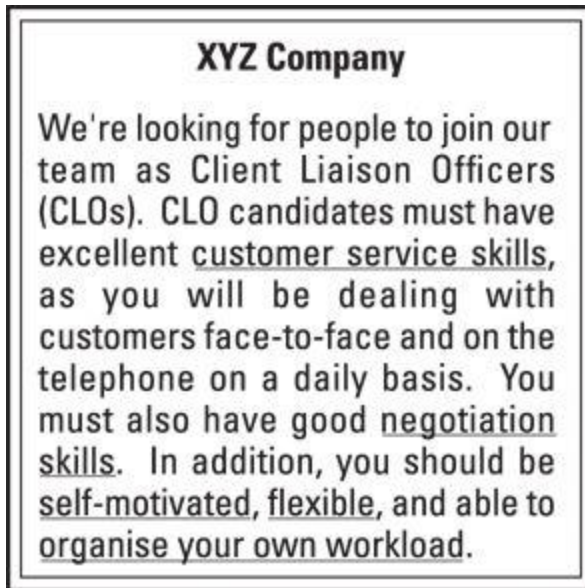 XYZ Company
We're looking for people to join our
team as Client Liaison Officers
(CLOs). CLO candidates must have
excellent customer service skills,
as you will be dealing with
customers face-to-face and on the
telephone on a daily basis. You
must also have good negotiation
skills. In addition, you should be
self-motivated, flexible, and able to
organise your own workload.